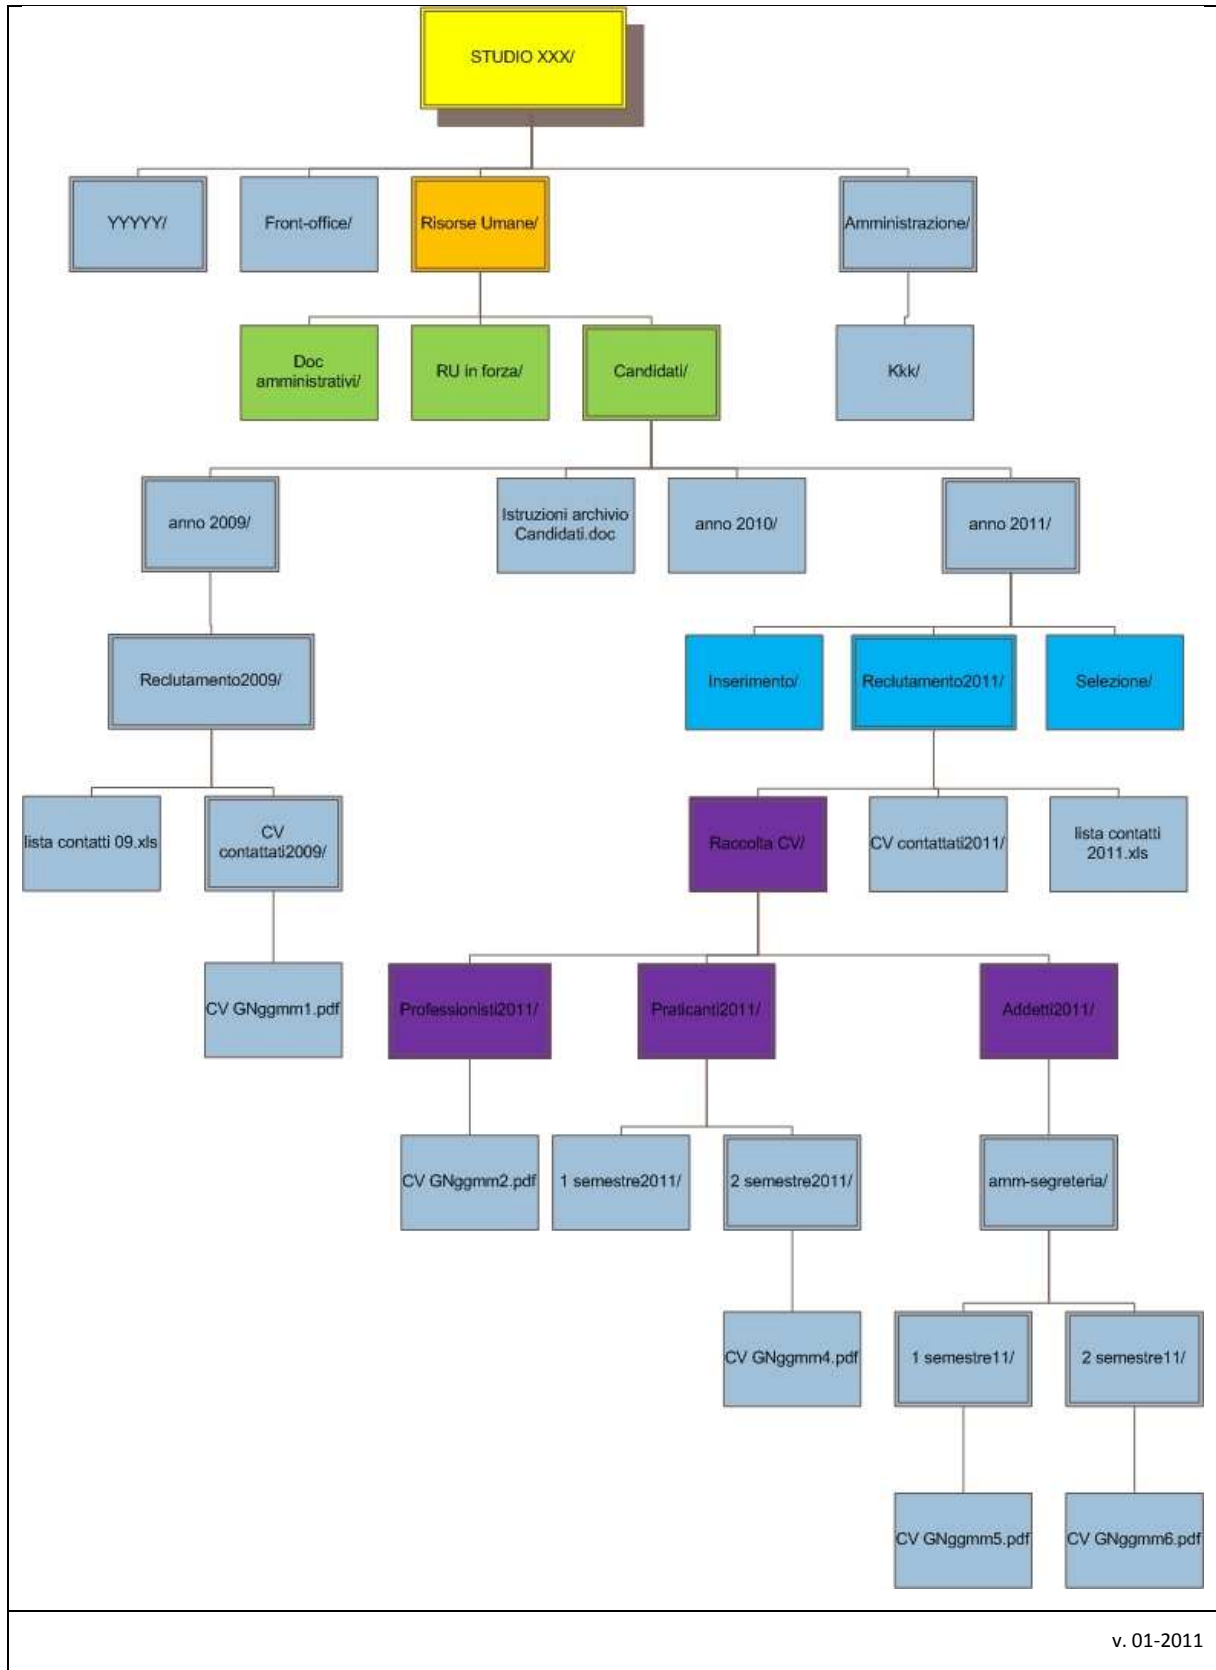 STUDIO XXX/
YYYYY/
Front-office/
Risorse Umane/
Amministrazione/
Doc
amministrativi/
RU in forza/
Candidati/
Kkk/
anno 2009/
Istruzioni archivio
Candidati.doc
anno 2010/
anno 2011/
Reclutamento2009/
Inserimento/
Reclutamento2011/
Selezione/
lista contatti 09.xls
CV
contattati2009/
Raccolta CV/
CV contattati2011/
lista contatti
2011.xls
CV GNggmm1.pdf
Professionisti2011/
Praticanti2011/
Addetti2011/
CV GNggmm2.pdf
1 semestre2011/
2 semestre2011/
amm-segreteria/
CV GNggmm4.pdf
1 semestre11/
2 semestre11/
CV GNggmm5.pdf
CV GNggmm6.pdf
v. 01-2011